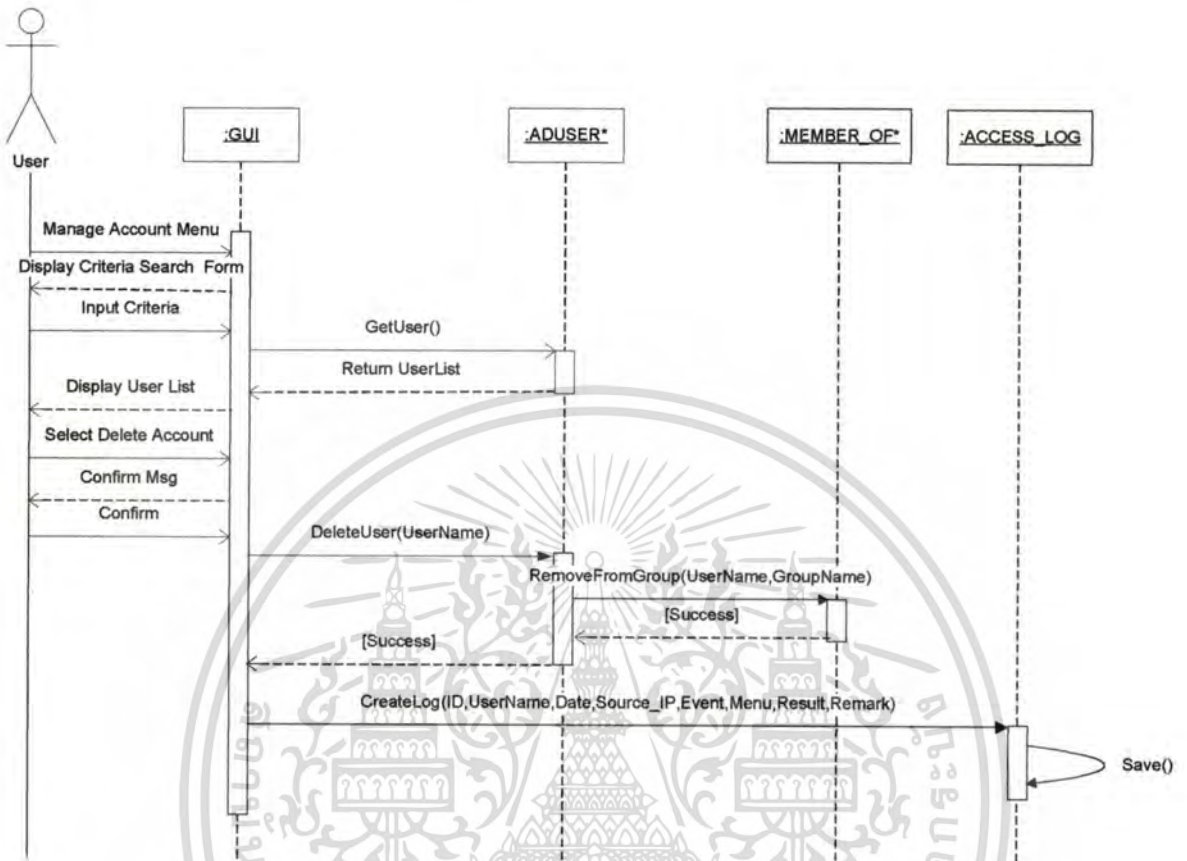 User
:GUI
:ADUSER*
:MEMBER_OF*
:ACCESS_LOG
Manage Account Menu
Display Criteria Search Form
Input Criteria
GetUser()
Return UserList
Display User List
Select Delete Account
Confirm Msg
Confirm
DeleteUser(UserName)
RemoveFromGroup(UserName,GroupName)
[Success]
[Success]
CreateLog(ID,UserName,Date,Source_IP,Event,Menu,Result,Remark)
Save()